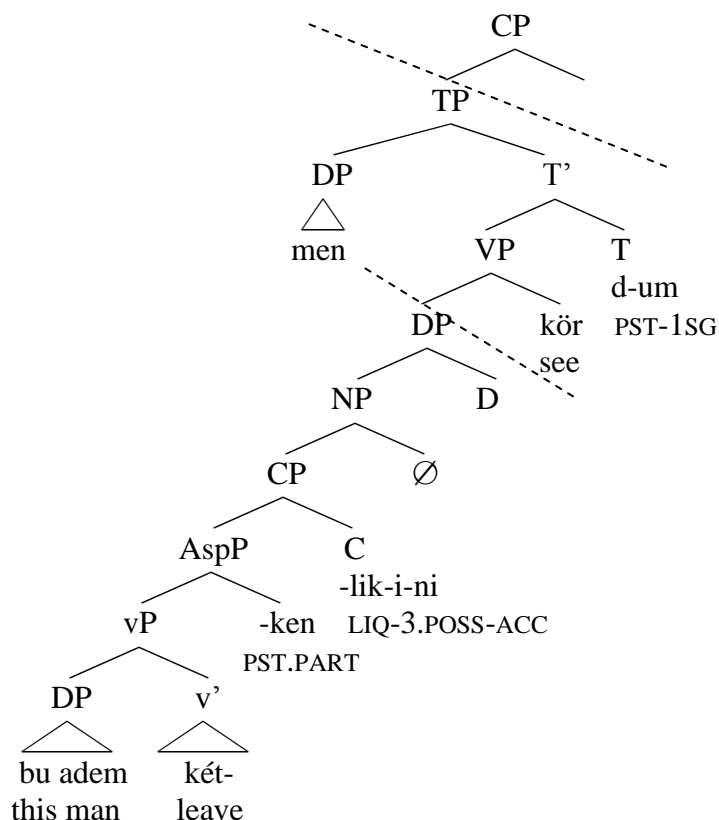 CP
TP
DP T’
men VP T
d-um
DP kör PST-1SG
see
NP D
CP ∅
AspP C
-lik-i-ni
vP -ken LIQ-3.POSS-ACC
PST.PART
DP v’
bu adem két-
this man leave